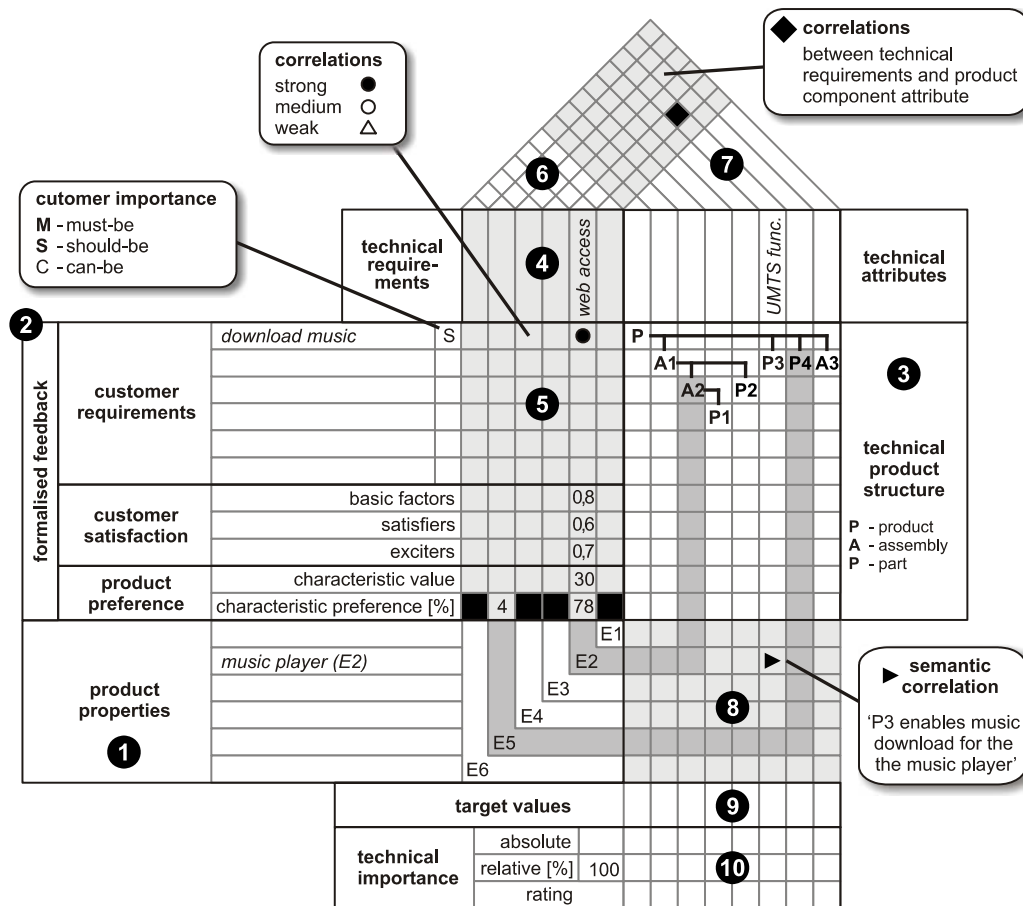 correlations
between technical
requirements and product
component attribute
correlations
strong
medium
weak
6
7
cutomer importance
M - must-be
S - should-be
C - can-be
technical
require-
ments
4
web access
UMTS func.
technical
attributes
2
formalised feedback
customer
requirements
download music
S
5
P
A1
P3
P4
A3
A2
P2
P1
3
technical
product
structure
P - product
A - assembly
P - part
customer
satisfaction
basic factors
0,8
satisfiers
0,6
exciters
0,7
product
preference
characteristic value
30
characteristic preference [%]
4
78
product
properties
1
music player (E2)
E1
E2
E3
E4
E5
E6
8
semantic
correlation
‘P3 enables music
download for the
the music player’
target values
9
technical
importance
absolute
relative [%]
100
rating
10